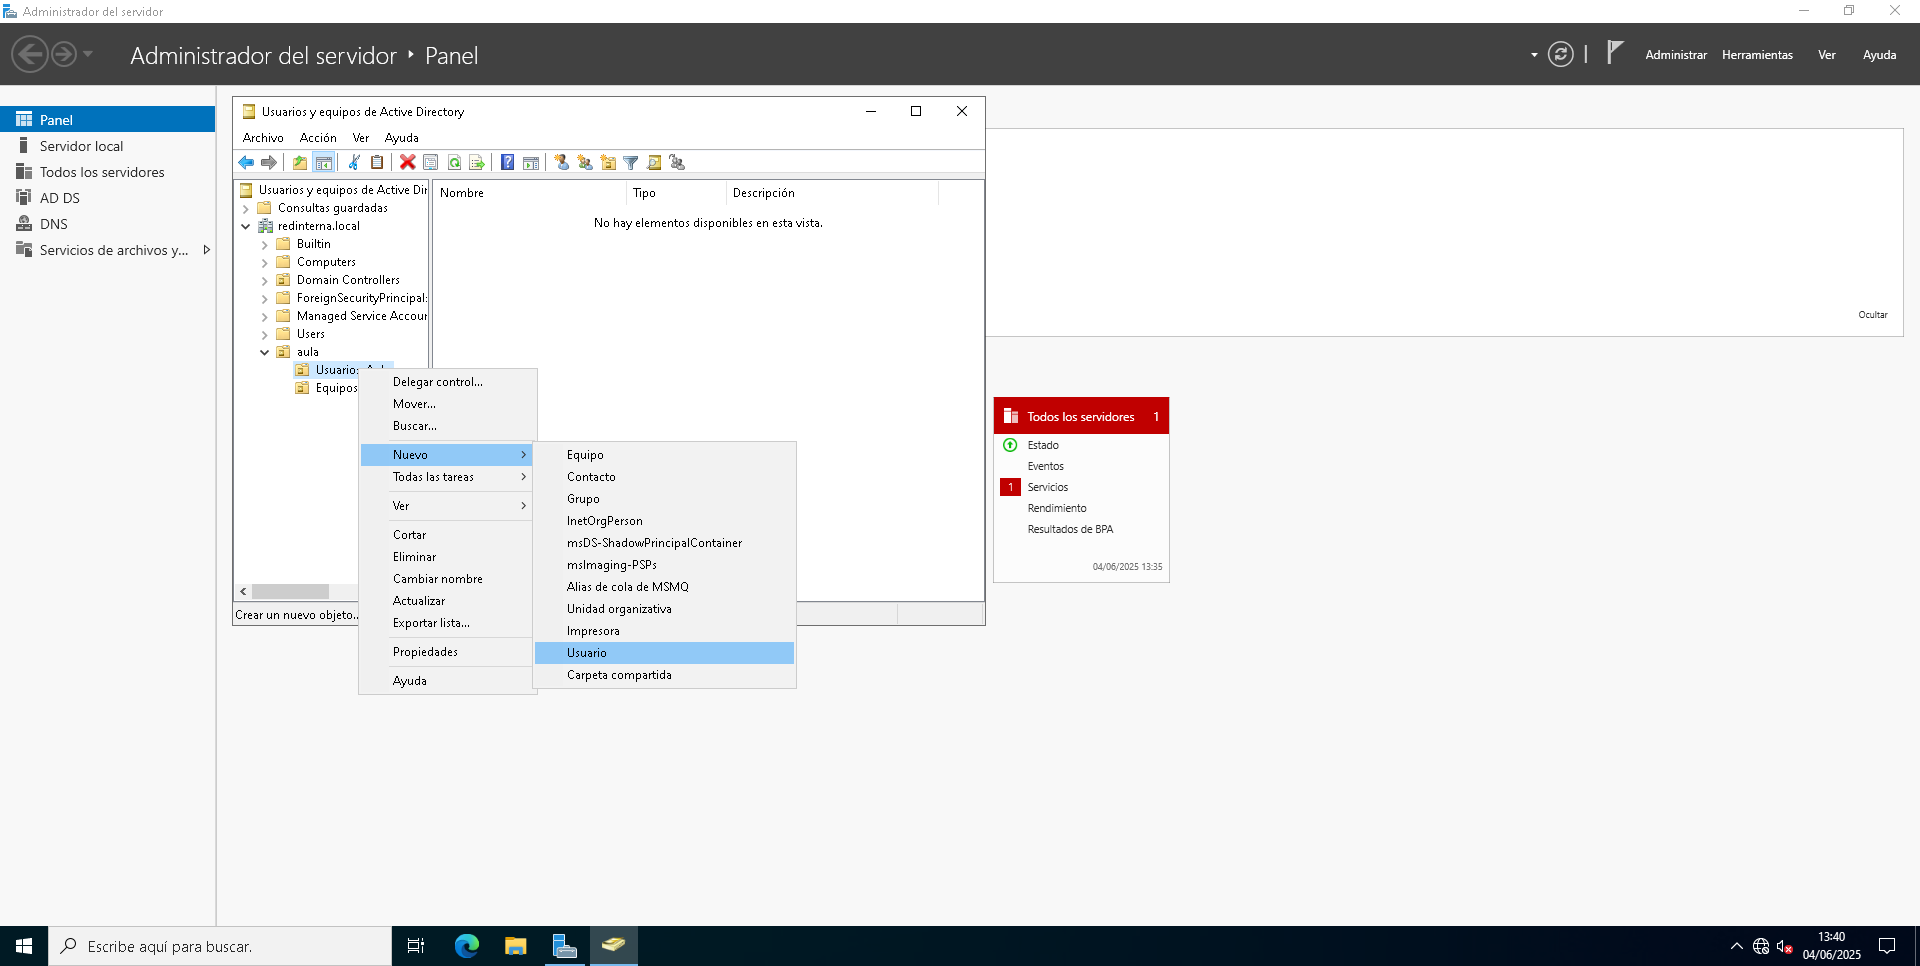 Administrador del servidor
Administrador del servidor ‣ Panel
Administrar Herramientas Ver Ayuda
Panel
Servidor local
Todos los servidores
AD DS
DNS
Servicios de archivos y...
Usuarios y equipos de Active Directory
Archivo Acción Ver Ayuda
Usuarios y equipos de Active Dir
Consultas guardadas
redinterna.local
Builtin
Computers
Domain Controllers
ForeignSecurityPrincipal
Managed Service Accour
Users
aula
Usuario
Equipos
Nombre Tipo Descripción
No hay elementos disponibles en esta vista.
Crear un nuevo objeto..
Delegar control...
Mover...
Buscar...
Nuevo
Todas las tareas
Ver
Cortar
Eliminar
Cambiar nombre
Actualizar
Exportar lista...
Propiedades
Ayuda
Equipo
Contacto
Grupo
InetOrgPerson
msDS-ShadowPrincipalContainer
msImaging-PSPs
Alias de cola de MSMQ
Unidad organizativa
Impresora
Usuario
Carpeta compartida
Ocultar
Todos los servidores 1
Estado
Eventos
1 Servicios
Rendimiento
Resultados de BPA
04/06/2025 13:35
Escribe aquí para buscar.
13:40
04/06/2025